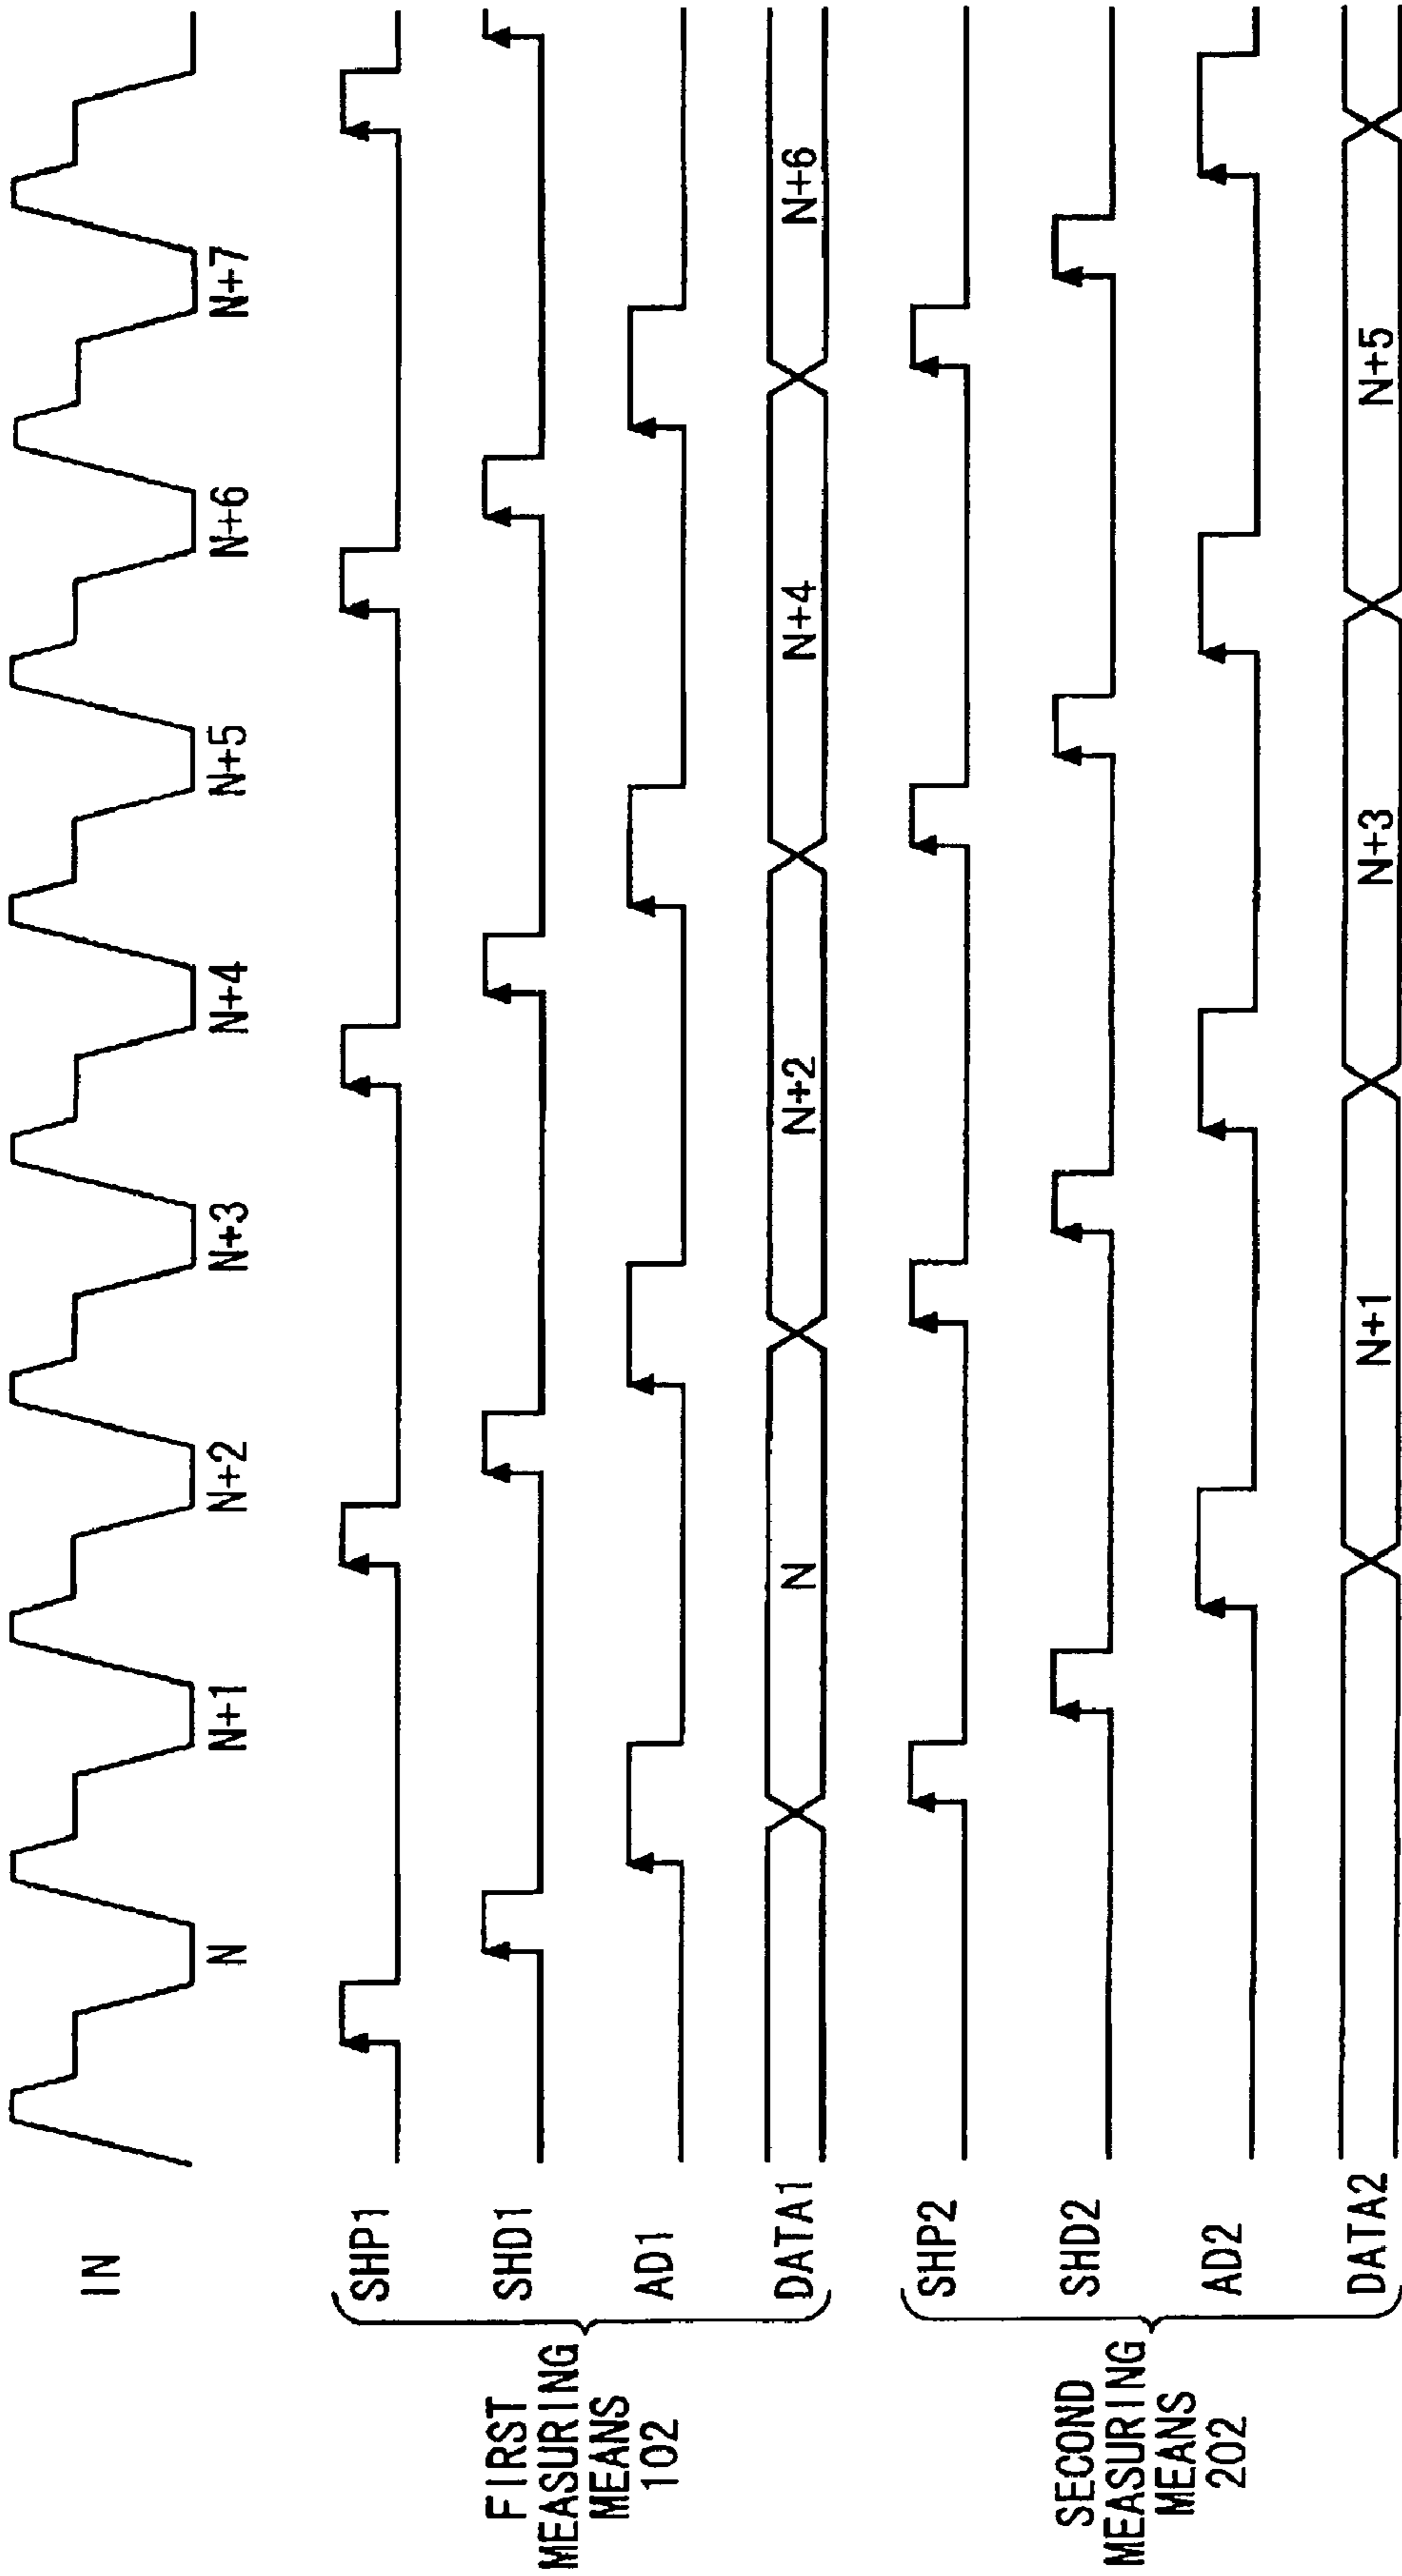 IN
N
N+1
N+2
N+3
N+4
N+5
N+6
N+7
FIRST
MEASURING
MEANS
102
SHP1
SHD1
AD1
DATA1
N
N+2
N+4
N+6
SECOND
MEASURING
MEANS
202
SHP2
SHD2
AD2
DATA2
N+1
N+3
N+5